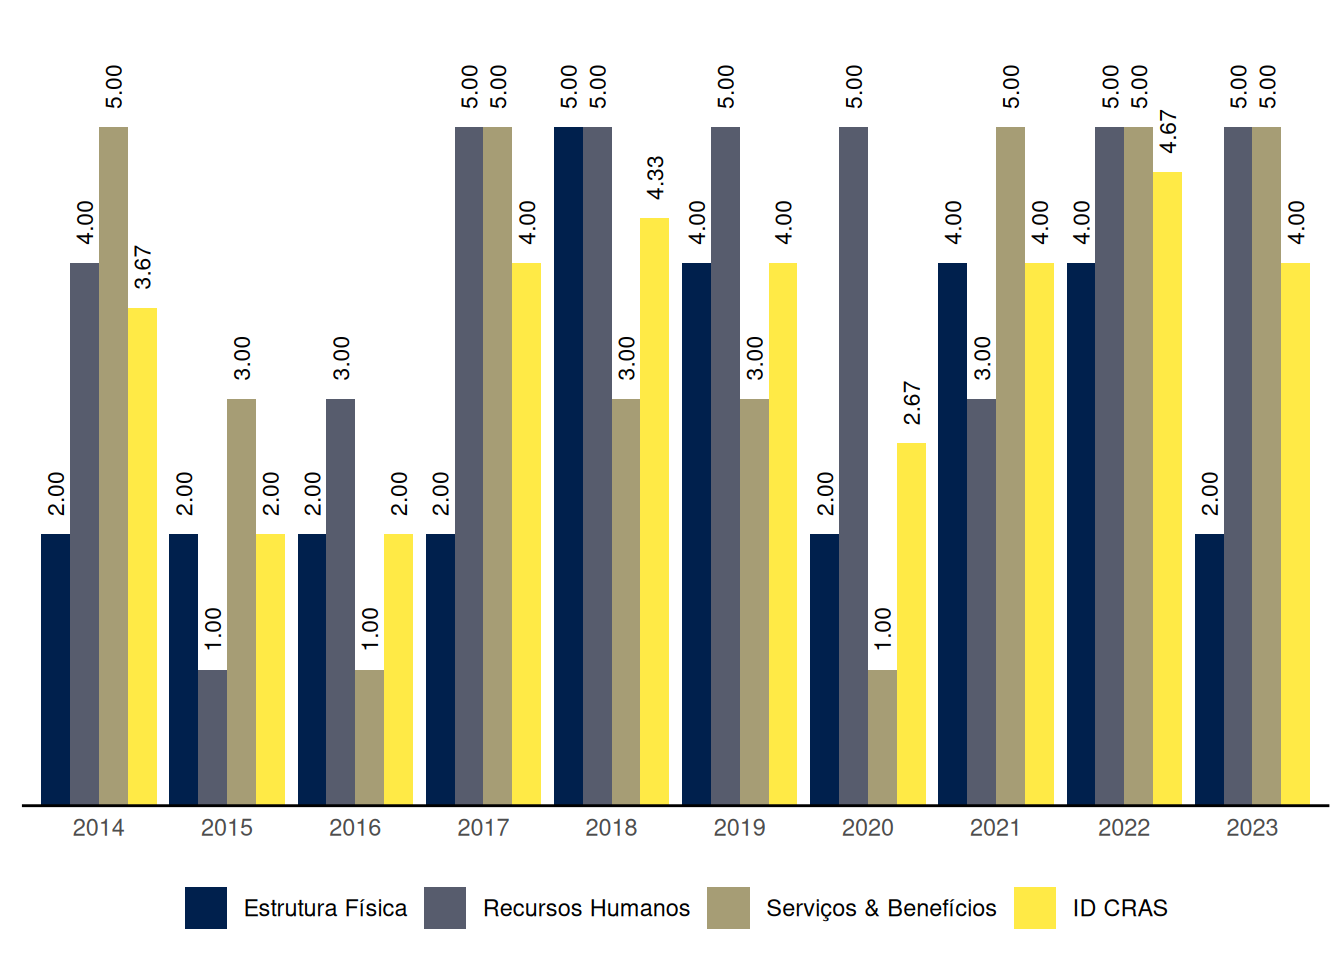 2.00 4.00 5.00 3.67
2.00 1.00 3.00 2.00
2.00 3.00 1.00 2.00
2.00 5.00 5.00 4.00
5.00 5.00 3.00 4.33
4.00 5.00 3.00 4.00
2.00 5.00 1.00 2.67
4.00 3.00 5.00 4.00
4.00 5.00 5.00 4.67
2.00 5.00 5.00 4.00
2014 2015 2016 2017 2018 2019 2020 2021 2022 2023
Estrutura Física Recursos Humanos Serviços & Benefícios ID CRAS